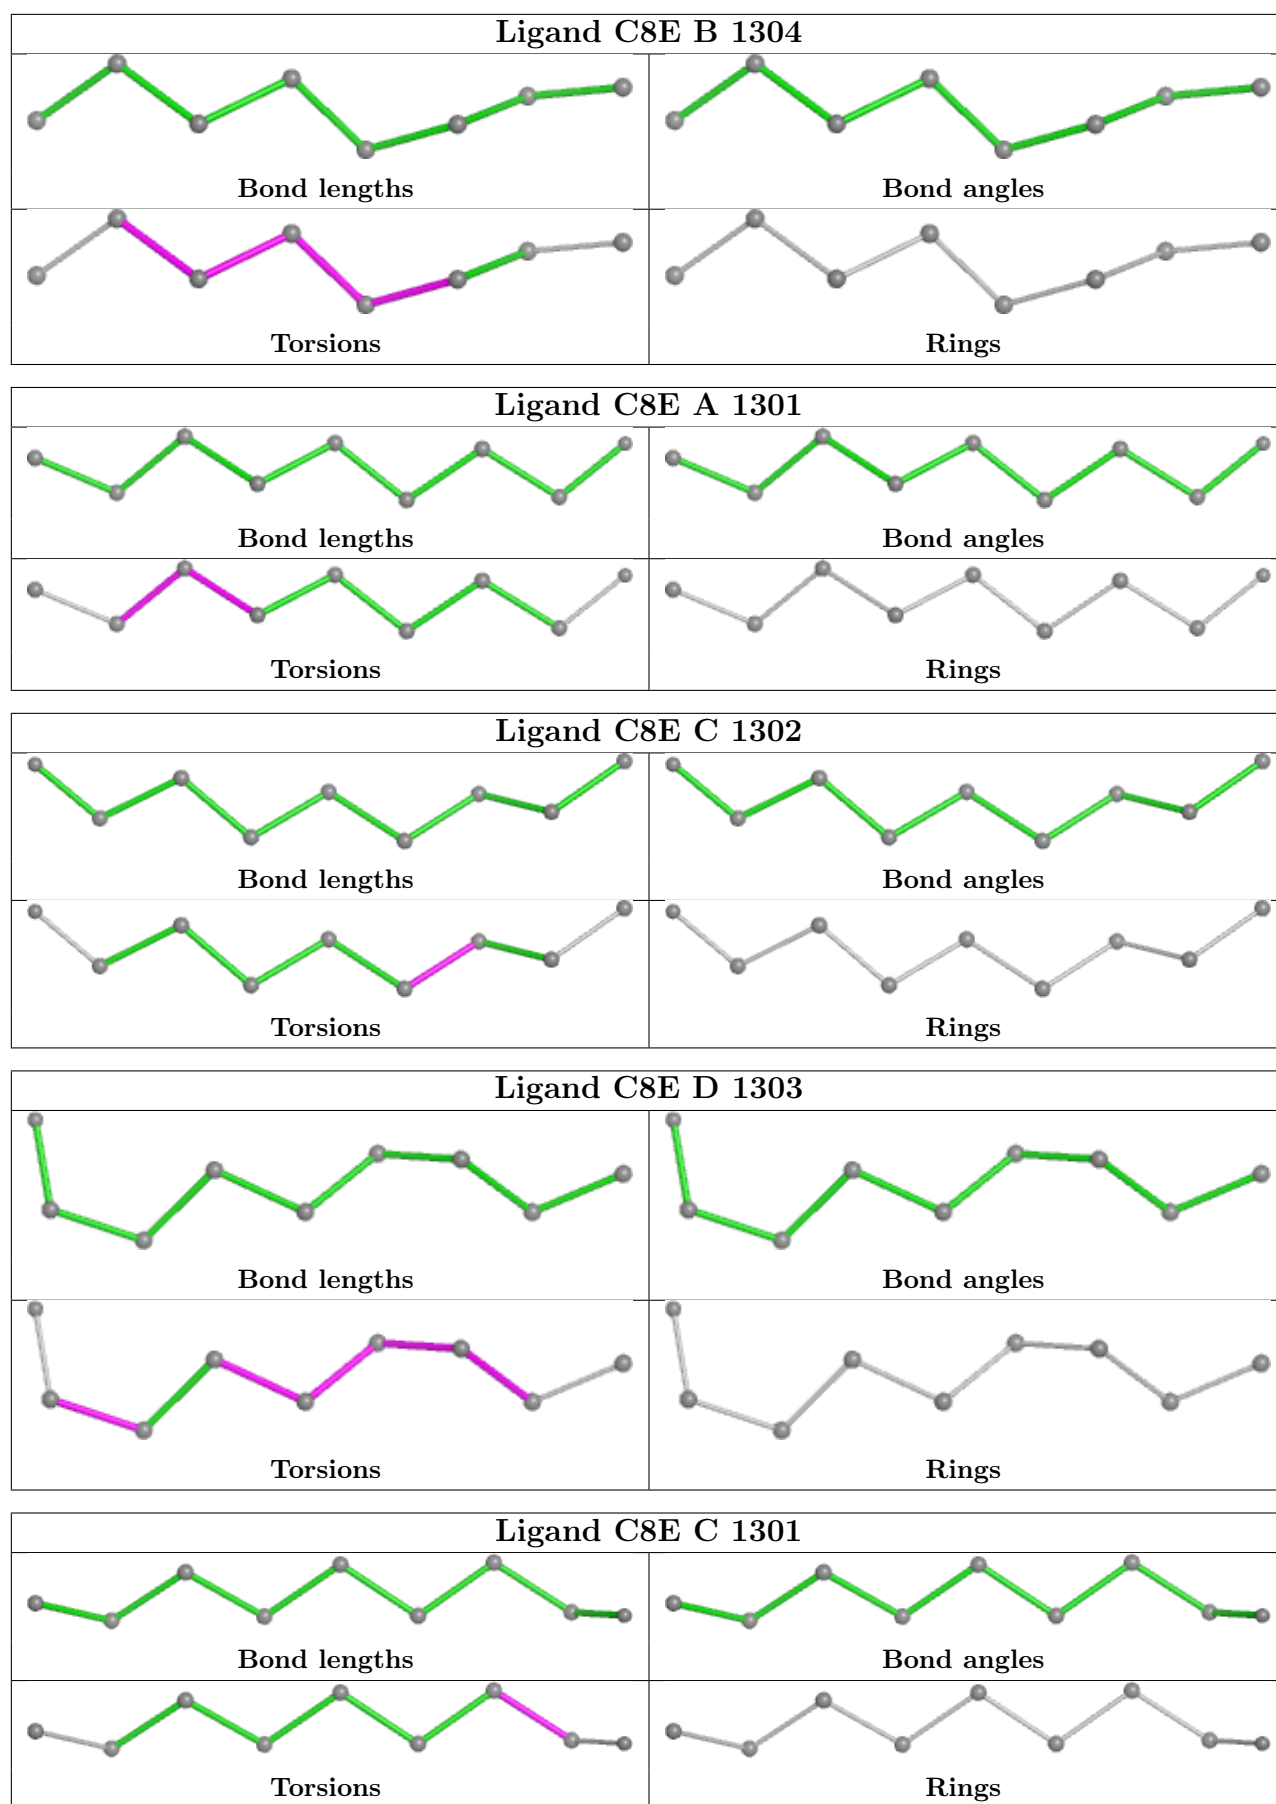 Ligand C8E B 1304
Bond lengths
Bond angles
Torsions
Rings
Ligand C8E A 1301
Bond lengths
Bond angles
Torsions
Rings
Ligand C8E C 1302
Bond lengths
Bond angles
Torsions
Rings
Ligand C8E D 1303
Bond lengths
Bond angles
Torsions
Rings
Ligand C8E C 1301
Bond lengths
Bond angles
Torsions
Rings